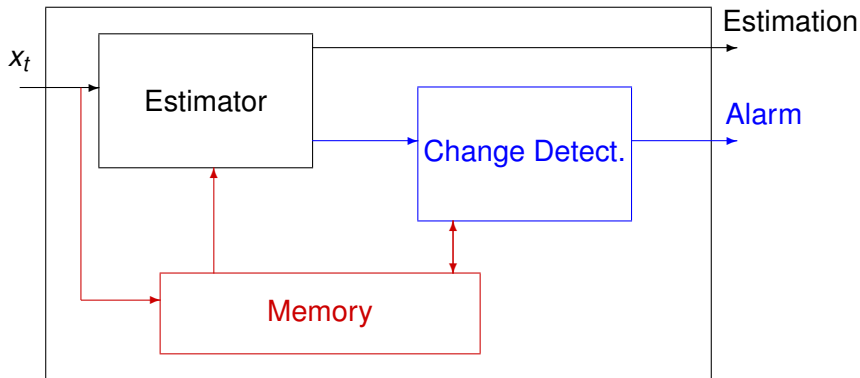 Estimation
x_t
Estimator
Alarm
Change Detect.
Memory